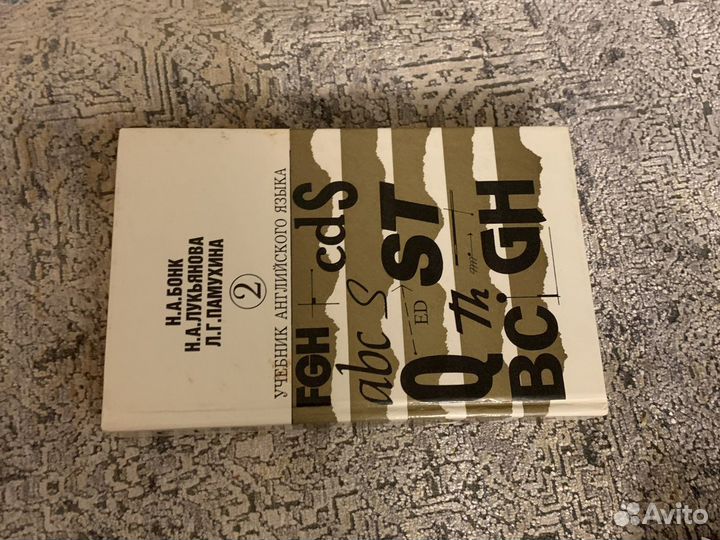 Н.А.БОНК
Н.А.ЛУКЬЯНОВА
Л.Г.ПАМУХИНА
2
УЧЕБНИК АНГЛИЙСКОГО ЯЗЫКА
FGH cdS
abc S
ED ST
Q Th GH
BC
Avito